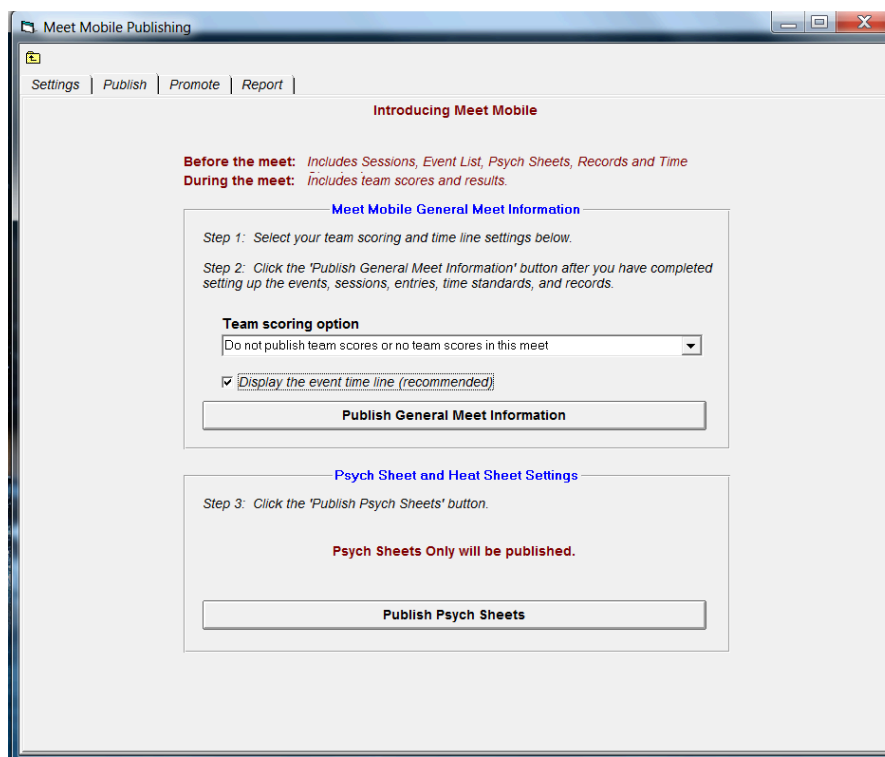 Meet Mobile Publishing
Settings Publish Promote Report
Introducing Meet Mobile
Before the meet: Includes Sessions, Event List, Psych Sheets, Records and Time
During the meet: Includes team scores and results.
Meet Mobile General Meet Information
Step 1: Select your team scoring and time line settings below.
Step 2: Click the 'Publish General Meet Information' button after you have completed
setting up the events, sessions, entries, time standards, and records.
Team scoring option
Do not publish team scores or no team scores in this meet
Display the event time line (recommended)
Publish General Meet Information
Psych Sheet and Heat Sheet Settings
Step 3: Click the 'Publish Psych Sheets' button.
Psych Sheets Only will be published.
Publish Psych Sheets